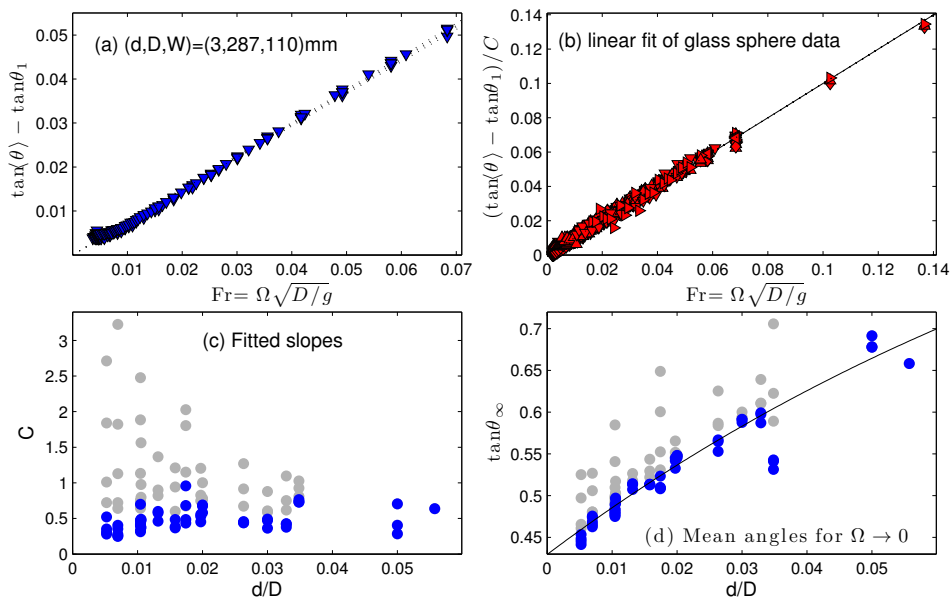 (a) (d,D,W)=(3,287,110)mm
tan⟨θ⟩ − tanθ₁
0.05
0.04
0.03
0.02
0.01
0.01 0.02 0.03 0.04 0.05 0.06 0.07
Fr= Ω√D/g
(b) linear fit of glass sphere data
(tan⟨θ⟩ − tanθ₁)/C
0.14
0.12
0.1
0.08
0.06
0.04
0.02
0
0 0.02 0.04 0.06 0.08 0.1 0.12 0.14
Fr= Ω√D/g
(c) Fitted slopes
C
3
2.5
2
1.5
1
0.5
0
0 0.01 0.02 0.03 0.04 0.05
d/D
tanθ∞
0.7
0.65
0.6
0.55
0.5
0.45
(d) Mean angles for Ω → 0
0 0.01 0.02 0.03 0.04 0.05
d/D